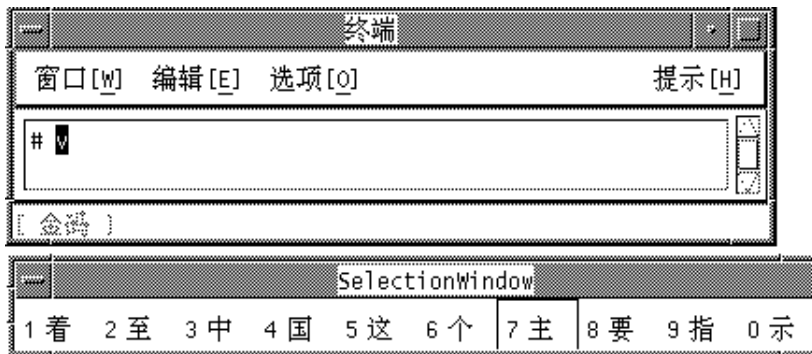 终端
窗口[W] 编辑[E] 选项[O] 提示[H]
# v
[ 金码 ]
SelectionWindow
1 着 2 至 3 中 4 国 5 这 6 个 7 主 8 要 9 指 0 示